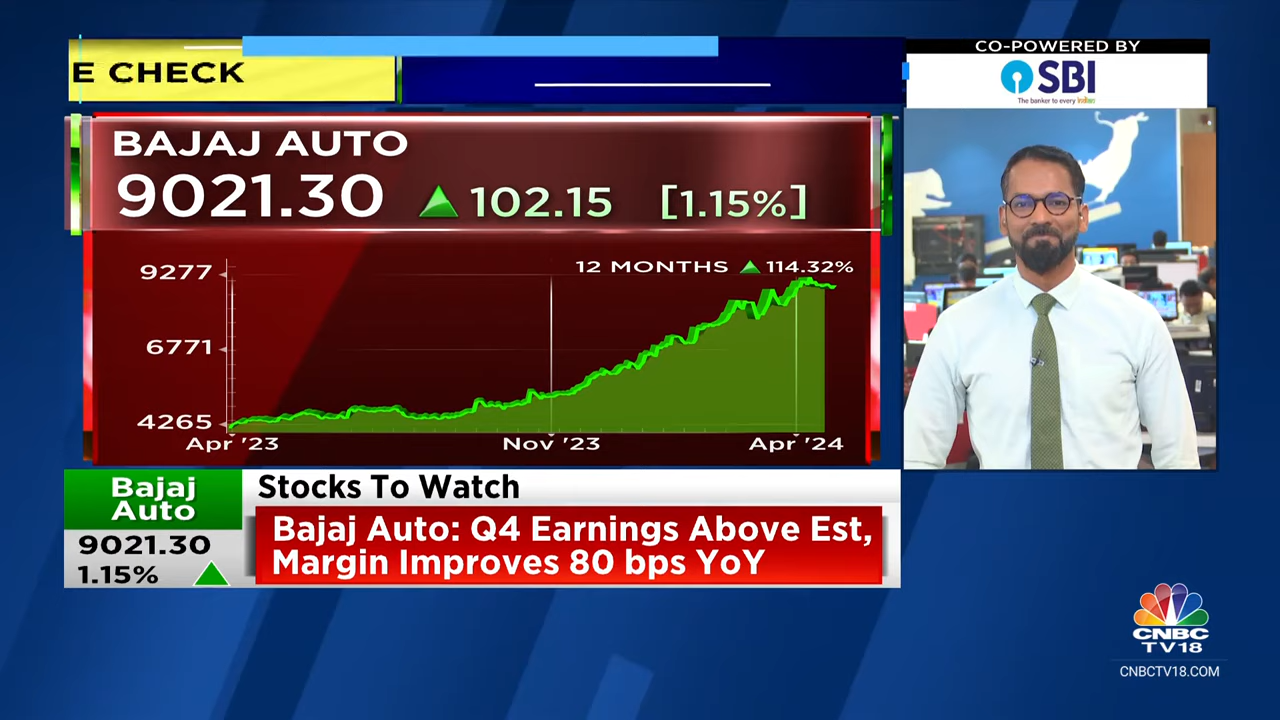 E CHECK
CO-POWERED BY
SBI
The banker to every Indian
BAJAJ AUTO
9021.30 102.15 [1.15%]
12 MONTHS 114.32%
9277
6771
4265
Apr '23 Nov '23 Apr '24
Bajaj
Auto
9021.30
1.15%
Stocks To Watch
Bajaj Auto: Q4 Earnings Above Est,
Margin Improves 80 bps YoY
CNBC
TV18
CNBCTV18.COM